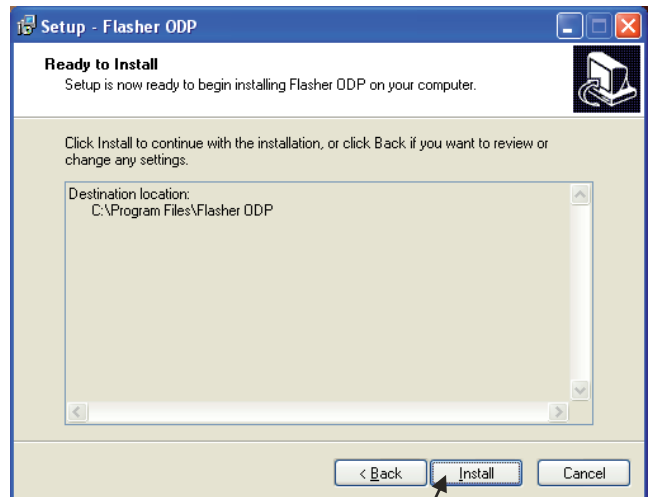 Setup - Flasher ODP
Ready to Install
Setup is now ready to begin installing Flasher ODP on your computer.
Click Install to continue with the installation, or click Back if you want to review or
change any settings.
Destination location:
C:\Program Files\Flasher ODP
< Back
Install
Cancel